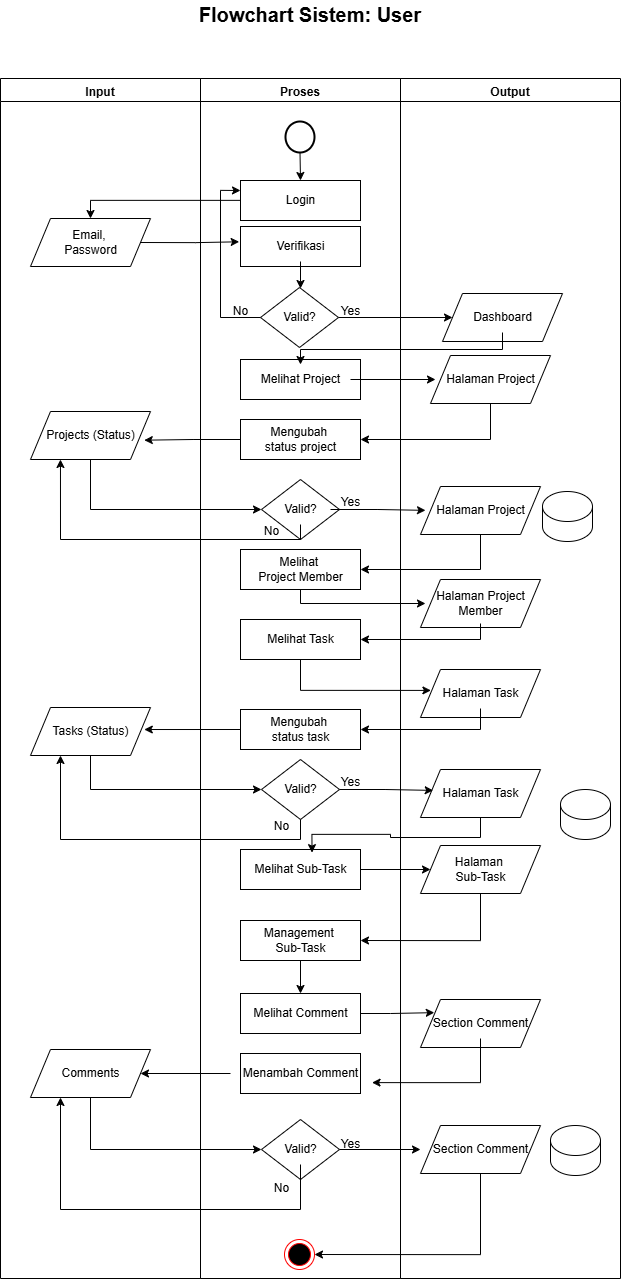 Flowchart Sistem: User
Input
Proses
Output
Login
Email,
Password
Verifikasi
No
Valid?
Yes
Dashboard
Melihat Project
Halaman Project
Projects (Status)
Mengubah
status project
Valid?
Yes
No
Halaman Project
Melihat
Project Member
Halaman Project
Member
Melihat Task
Halaman Task
Tasks (Status)
Mengubah
status task
Valid?
Yes
No
Halaman Task
Melihat Sub-Task
Halaman
Sub-Task
Management
Sub-Task
Melihat Comment
Section Comment
Comments
Menambah Comment
Valid?
Yes
No
Section Comment